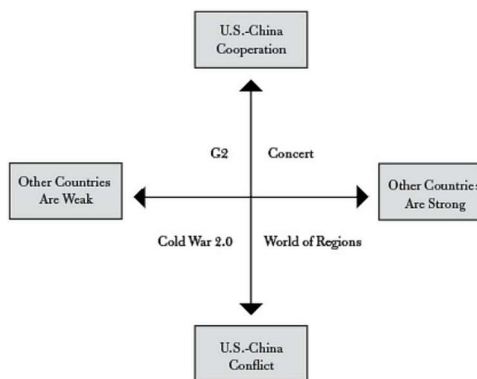 U.S.-China
Cooperation
G2
Concert
Other Countries
Are Weak
Other Countries
Are Strong
Cold War 2.0
World of Regions
U.S.-China
Conflict